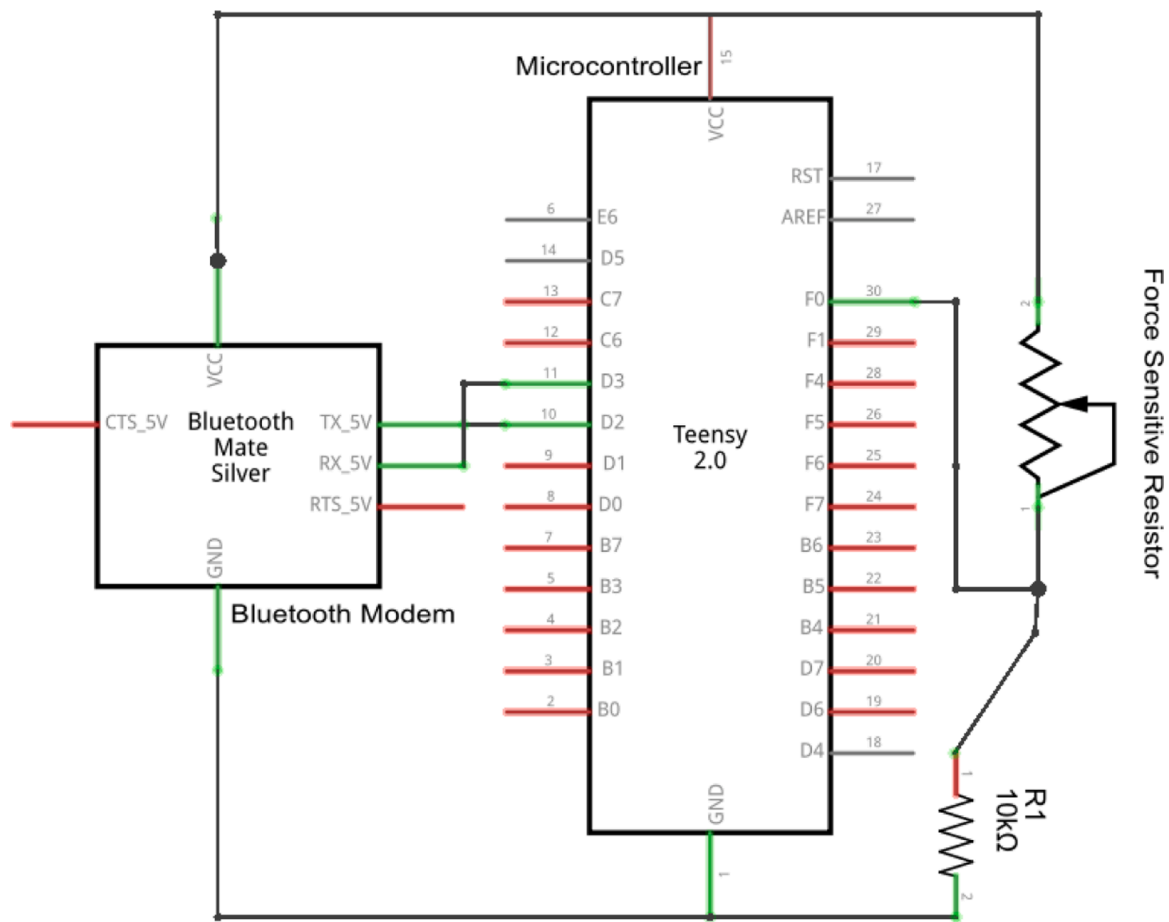 Microcontroller
15
VCC
RST
17
AREF
27
6
E6
14
D5
13
C7
12
C6
11
D3
10
D2
9
D1
8
D0
7
B7
5
B3
4
B2
3
B1
2
B0
F0
30
F1
29
F4
28
F5
26
F6
25
F7
24
B6
23
B5
22
B4
21
D7
20
D6
19
D4
18
Teensy
2.0
GND
1
VCC
CTS_5V
Bluetooth
Mate
Silver
TX_5V
RX_5V
RTS_5V
GND
Bluetooth Modem
2
1
Force Sensitive Resistor
1
R1
10kΩ
2